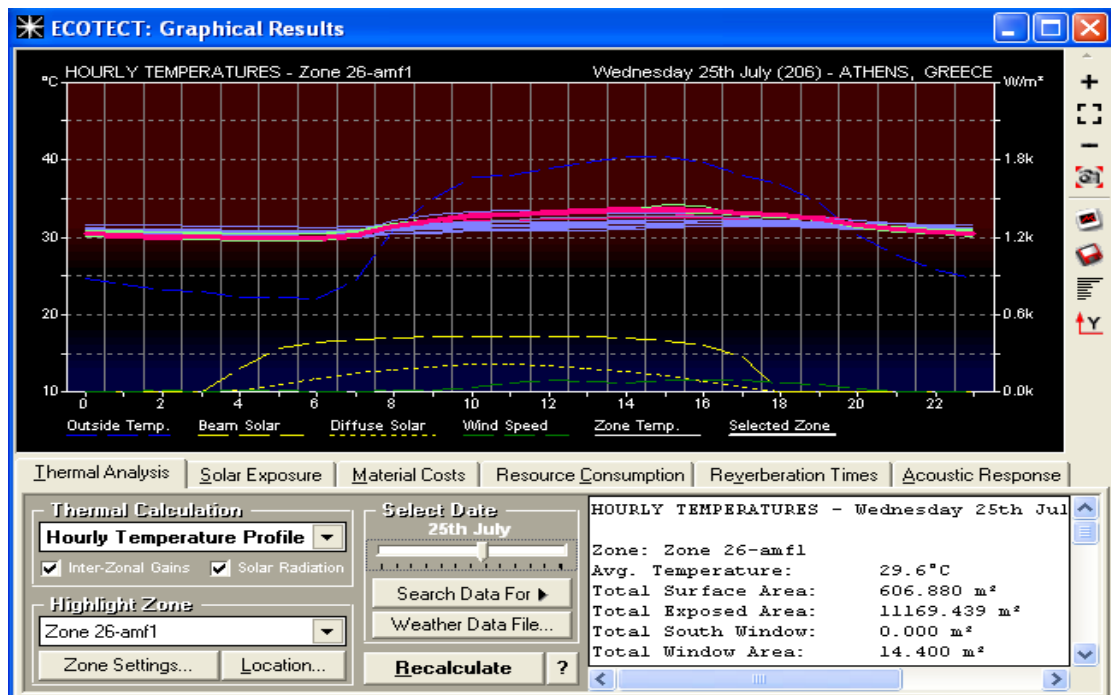 ECOTECT: Graphical Results
°C HOURLY TEMPERATURES - Zone 26-amf1 Wednesday 25th July (206) - ATHENS, GREECE W/m²
40 1.8k
30 1.2k
20 0.6k
10 0.0k
0 2 4 6 8 10 12 14 16 18 20 22
Outside Temp. Beam Solar Diffuse Solar Wind Speed Zone Temp. Selected Zone
Y
Thermal Analysis Solar Exposure Material Costs Resource Consumption Reverberation Times Acoustic Response
Thermal Calculation
Hourly Temperature Profile
Inter-Zonal Gains Solar Radiation
Highlight Zone
Zone 26-amf1
Zone Settings... Location...
Select Date
25th July
Search Data For
Weather Data File...
Recalculate ?
HOURLY TEMPERATURES - Wednesday 25th Jul
Zone: Zone 26-amf1
Avg. Temperature: 29.6°C
Total Surface Area: 606.880 m²
Total Exposed Area: 11169.439 m²
Total South Window: 0.000 m²
Total Window Area: 14.400 m²